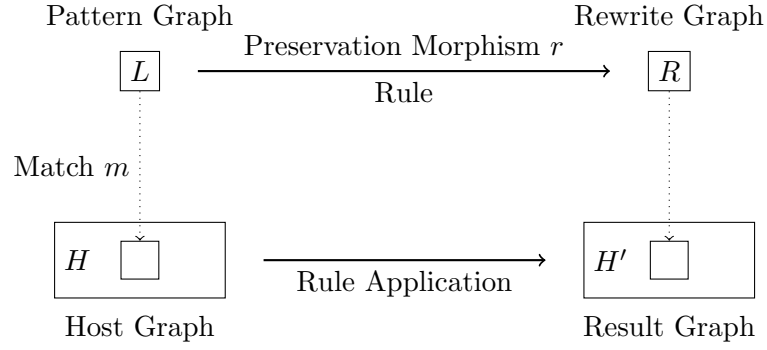 Pattern Graph
Rewrite Graph
L
Preservation Morphism r
Rule
R
Match m
H
Rule Application
H′
Host Graph
Result Graph